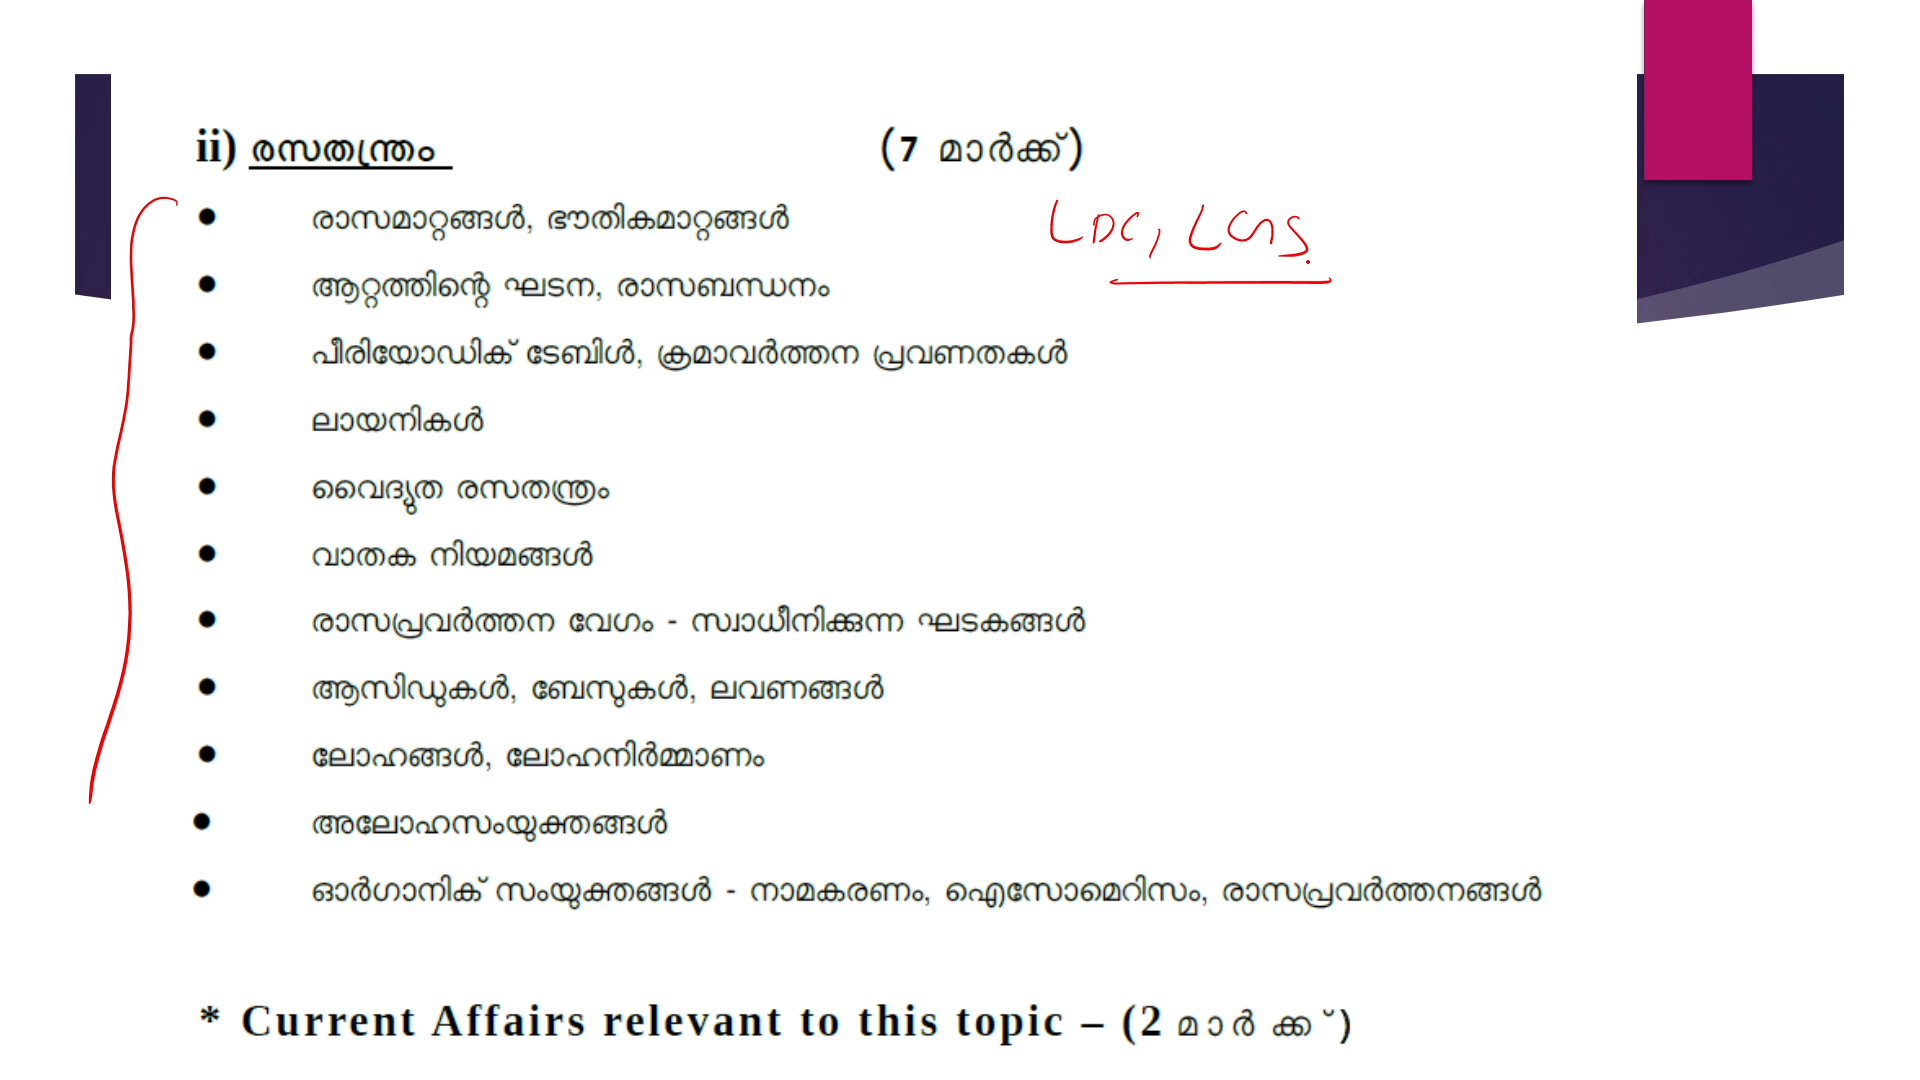 ii) രസതന്ത്രം (7 മാർക്ക്)
● രാസമാറ്റങ്ങൾ, ഭൗതികമാറ്റങ്ങൾ
LDC, LGS.
● ആറ്റത്തിന്റെ ഘടന, രാസബന്ധനം
● പീരിയോഡിക് ടേബിൾ, ക്രമാവർത്തന പ്രവണതകൾ
● ലായനികൾ
● വൈദ്യുത രസതന്ത്രം
● വാതക നിയമങ്ങൾ
● രാസപ്രവർത്തന വേഗം - സ്വാധീനിക്കുന്ന ഘടകങ്ങൾ
● ആസിഡുകൾ, ബേസുകൾ, ലവണങ്ങൾ
● ലോഹങ്ങൾ, ലോഹനിർമ്മാണം
● അലോഹസംയുക്തങ്ങൾ
● ഓർഗാനിക് സംയുക്തങ്ങൾ - നാമകരണം, ഐസോമെറിസം, രാസപ്രവർത്തനങ്ങൾ
* Current Affairs relevant to this topic – (2 മാർക്ക്)